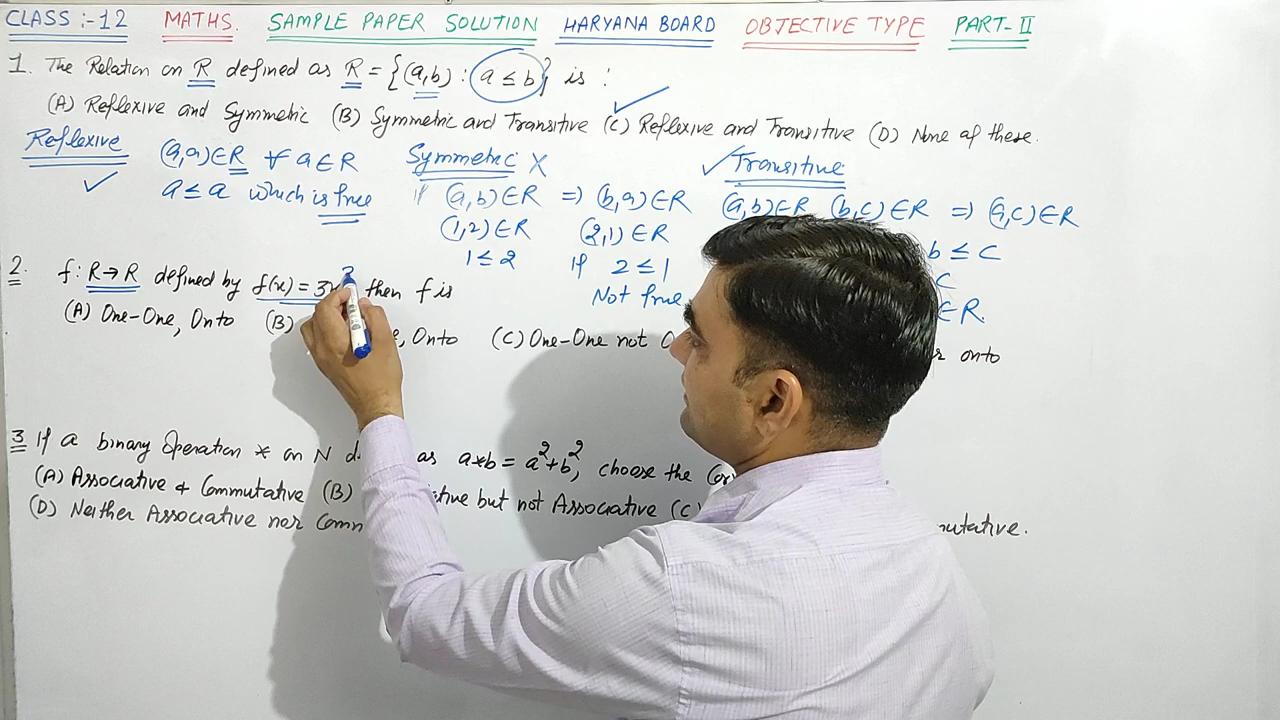 CLASS :- 12 MATHS. SAMPLE PAPER SOLUTION HARYANA BOARD OBJECTIVE TYPE PART-II
1. The Relation on R defined as R = {(a,b) : a ≤ b} is :
(A) Reflexive and Symmetric (B) Symmetric and Transitive (C) Reflexive and Transitive (D) None of these.
Reflexive (a,a) ∈ R ∀ a ∈ R Symmetric X ✓ Transitive
✓ a ≤ a which is true if (a,b) ∈ R ⇒ (b,a) ∈ R (a,b) ∈ R (b,c) ∈ R ⇒ (a,c) ∈ R
(1,2) ∈ R (2,1) ∈ R b ≤ c
1 ≤ 2 if 2 ≤ 1 c
Not true ∈ R.
2. f : R → R defined by f(x) = 3 then f is
(A) One-One, Onto (B) , Onto (C) One-One not onto
3 If a binary Operation * on N as a*b = a²+b², choose the
(A) Associative & Commutative (B) but not Associative (C)
(D) Neither Associative nor